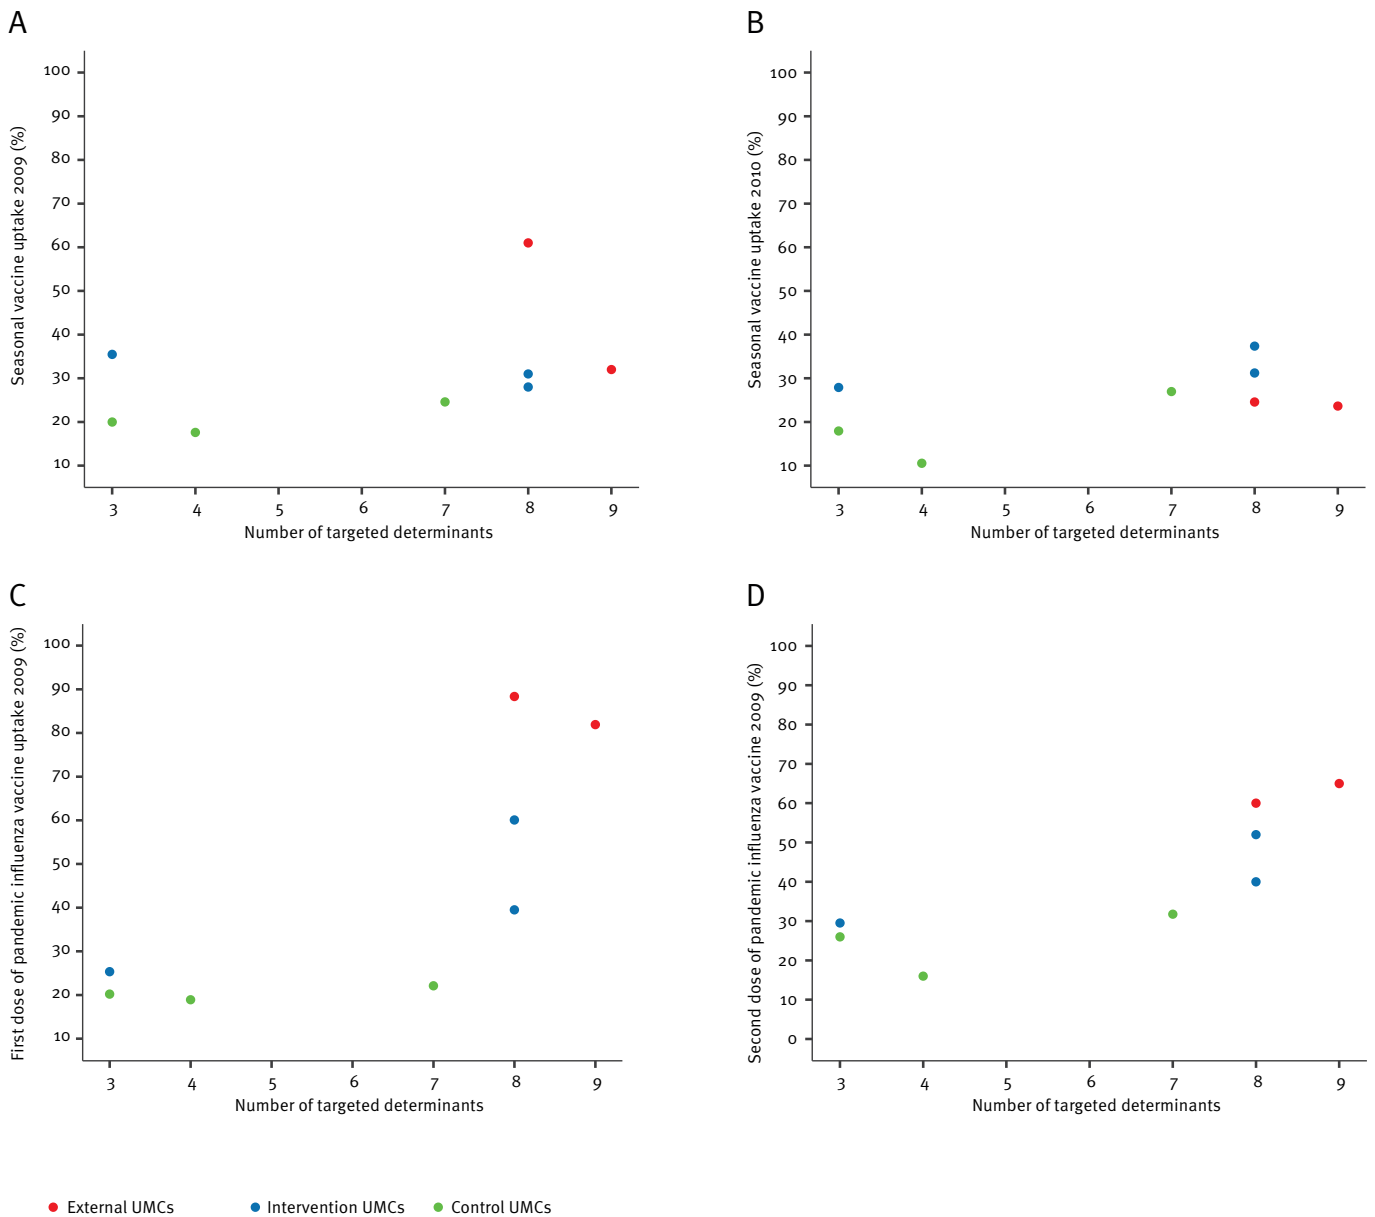 A
Seasonal vaccine uptake 2009 (%)
100
90
80
70
60
50
40
30
20
10
3 4 5 6 7 8 9
Number of targeted determinants
B
Seasonal vaccine uptake 2010 (%)
100
90
80
70
60
50
40
30
20
10
3 4 5 6 7 8 9
Number of targeted determinants
C
First dose of pandemic influenza vaccine uptake 2009 (%)
100
90
80
70
60
50
40
30
20
10
3 4 5 6 7 8 9
Number of targeted determinants
D
Second dose of pandemic influenza vaccine 2009 (%)
100
90
80
70
60
50
40
30
20
10
0
3 4 5 6 7 8 9
Number of targeted determinants
External UMCs Intervention UMCs Control UMCs